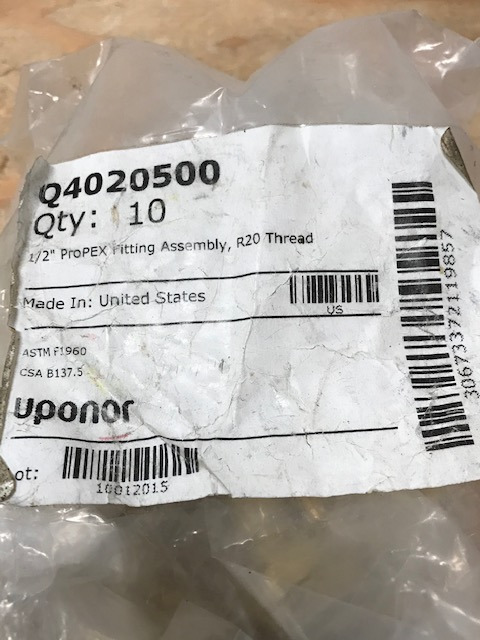 Q4020500
Qty: 10
1/2" ProPEX Fitting Assembly, R20 Thread
Made In: United States
US
ASTM F1960
CSA B137.5
uponor
ot:
10012015
30673372119857